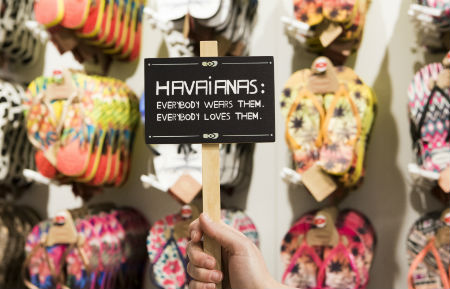 HAVAIANAS:
EVERYBODY WEARS THEM.
EVERYBODY LOVES THEM.